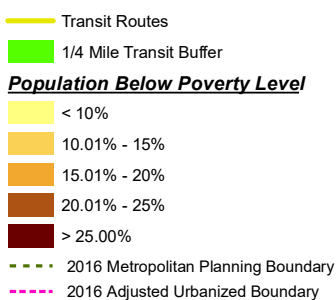 Transit Routes
1/4 Mile Transit Buffer
Population Below Poverty Level
< 10%
10.01% - 15%
15.01% - 20%
20.01% - 25%
> 25.00%
2016 Metropolitan Planning Boundary
2016 Adjusted Urbanized Boundary